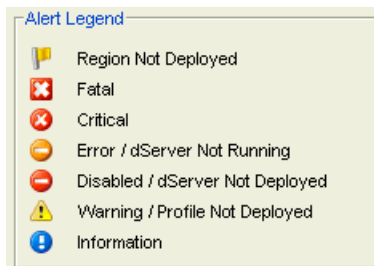 Alert Legend
Region Not Deployed
Fatal
Critical
Error / dServer Not Running
Disabled / dServer Not Deployed
Warning / Profile Not Deployed
Information